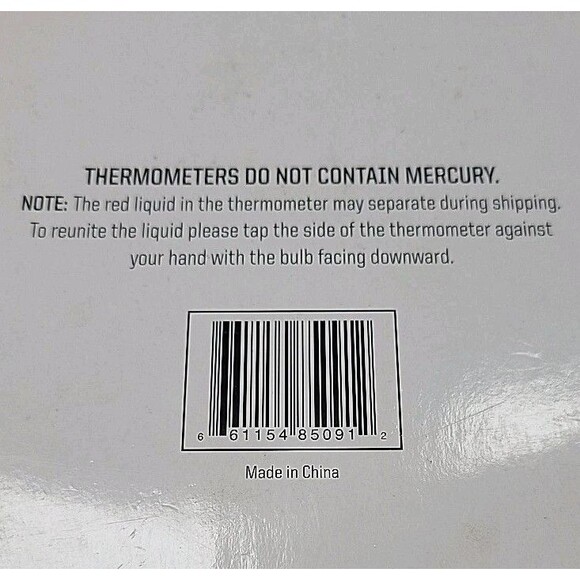 THERMOMETERS DO NOT CONTAIN MERCURY.
NOTE: The red liquid in the thermometer may separate during shipping.
To reunite the liquid please tap the side of the thermometer against
your hand with the bulb facing downward.
6 61154 85091 2
Made in China